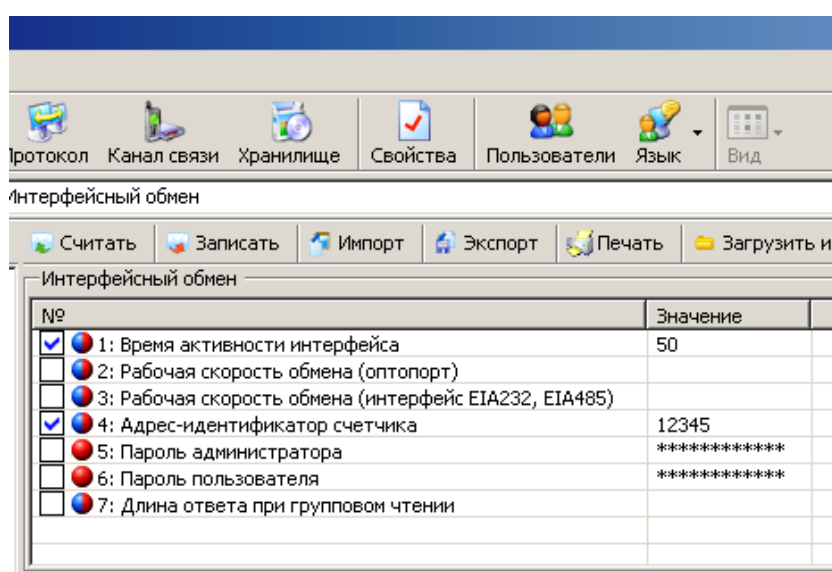 Протокол Канал связи Хранилище Свойства Пользователи Язык Вид
Интерфейсный обмен
Считать Записать Импорт Экспорт Печать Загрузить и
Интерфейсный обмен
№ Значение
1: Время активности интерфейса 50
2: Рабочая скорость обмена (оптопорт)
3: Рабочая скорость обмена (интерфейс EIA232, EIA485)
4: Адрес-идентификатор счетчика 12345
5: Пароль администратора ************
6: Пароль пользователя ************
7: Длина ответа при групповом чтении